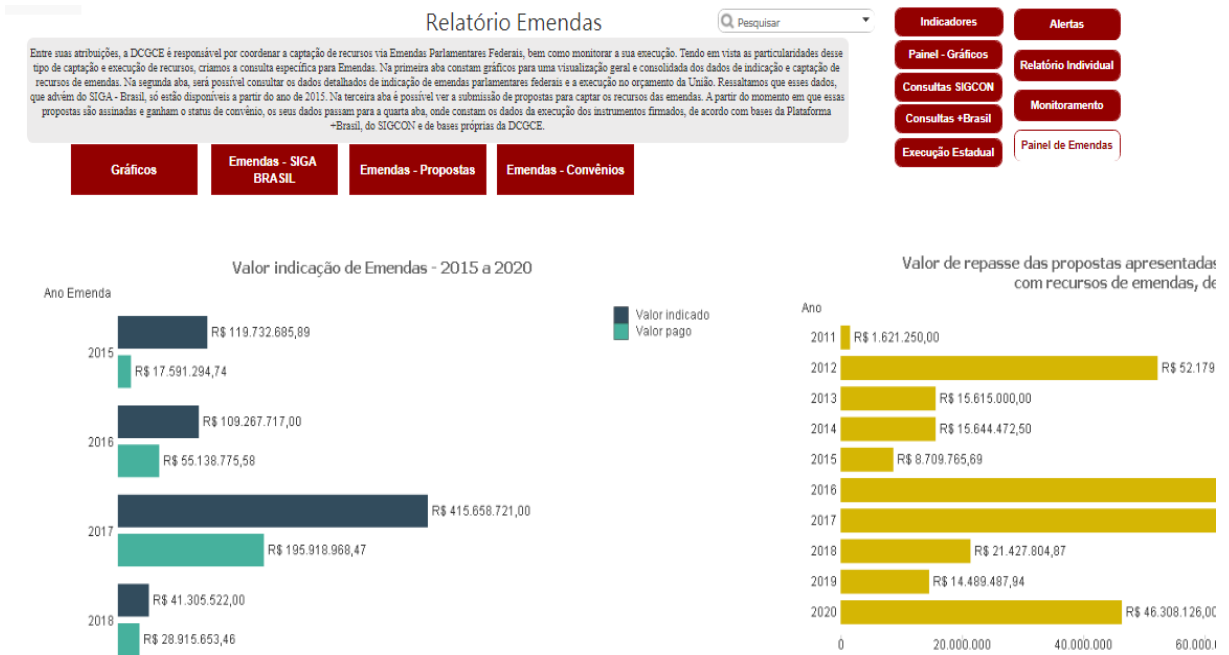 Relatório Emendas
Pesquisar
Indicadores
Alertas
Painel - Gráficos
Relatório Individual
Consultas SIGCON
Monitoramento
Consultas +Brasil
Painel de Emendas
Execução Estadual
Entre suas atribuições, a DCGCE é responsável por coordenar a captação de recursos via Emendas Parlamentares Federais, bem como monitorar a sua execução. Tendo em vista as particularidades desse
tipo de captação e execução de recursos, criamos a consulta específica para Emendas. Na primeira aba constam gráficos para uma visualização geral e consolidada dos dados de indicação e captação de
recursos de emendas. Na segunda aba, será possível consultar os dados detalhados de indicação de emendas parlamentares federais e a execução no orçamento da União. Ressaltamos que esses dados,
que advém do SIGA - Brasil, só estão disponíveis a partir do ano de 2015. Na terceira aba é possível ver a submissão de propostas para captar os recursos das emendas. A partir do momento em que essas
propostas são assinadas e ganham o status de convênio, os seus dados passam para a quarta aba, onde constam os dados da execução dos instrumentos firmados, de acordo com bases da Plataforma
+Brasil, do SIGCON e de bases próprias da DCGCE.
Gráficos
Emendas - SIGA
BRASIL
Emendas - Propostas
Emendas - Convênios
Valor indicação de Emendas - 2015 a 2020
Ano Emenda
Valor indicado
Valor pago
2015
R$ 119.732.685,89
R$ 17.591.294,74
2016
R$ 109.267.717,00
R$ 55.138.775,58
2017
R$ 415.658.721,00
R$ 195.918.968,47
2018
R$ 41.305.522,00
R$ 28.915.653,46
Valor de repasse das propostas apresentadas
com recursos de emendas, de
Ano
2011 R$ 1.621.250,00
2012 R$ 52.179
2013 R$ 15.615.000,00
2014 R$ 15.644.472,50
2015 R$ 8.709.765,69
2016
2017
2018 R$ 21.427.804,87
2019 R$ 14.489.487,94
2020 R$ 46.308.126,00
0 20.000.000 40.000.000 60.000.